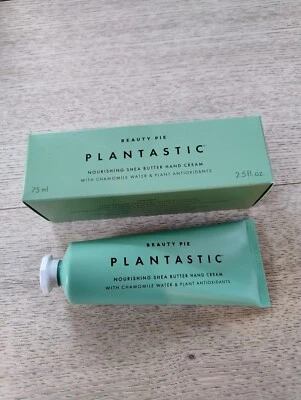 BEAUTY PIE
PLANTASTIC
NOURISHING SHEA BUTTER HAND CREAM
WITH CHAMOMILE WATER & PLANT ANTIOXIDANTS
75 ml
2.5 fl oz.
BEAUTY PIE
PLANTASTIC
NOURISHING SHEA BUTTER HAND CREAM
WITH CHAMOMILE WATER & PLANT ANTIOXIDANTS